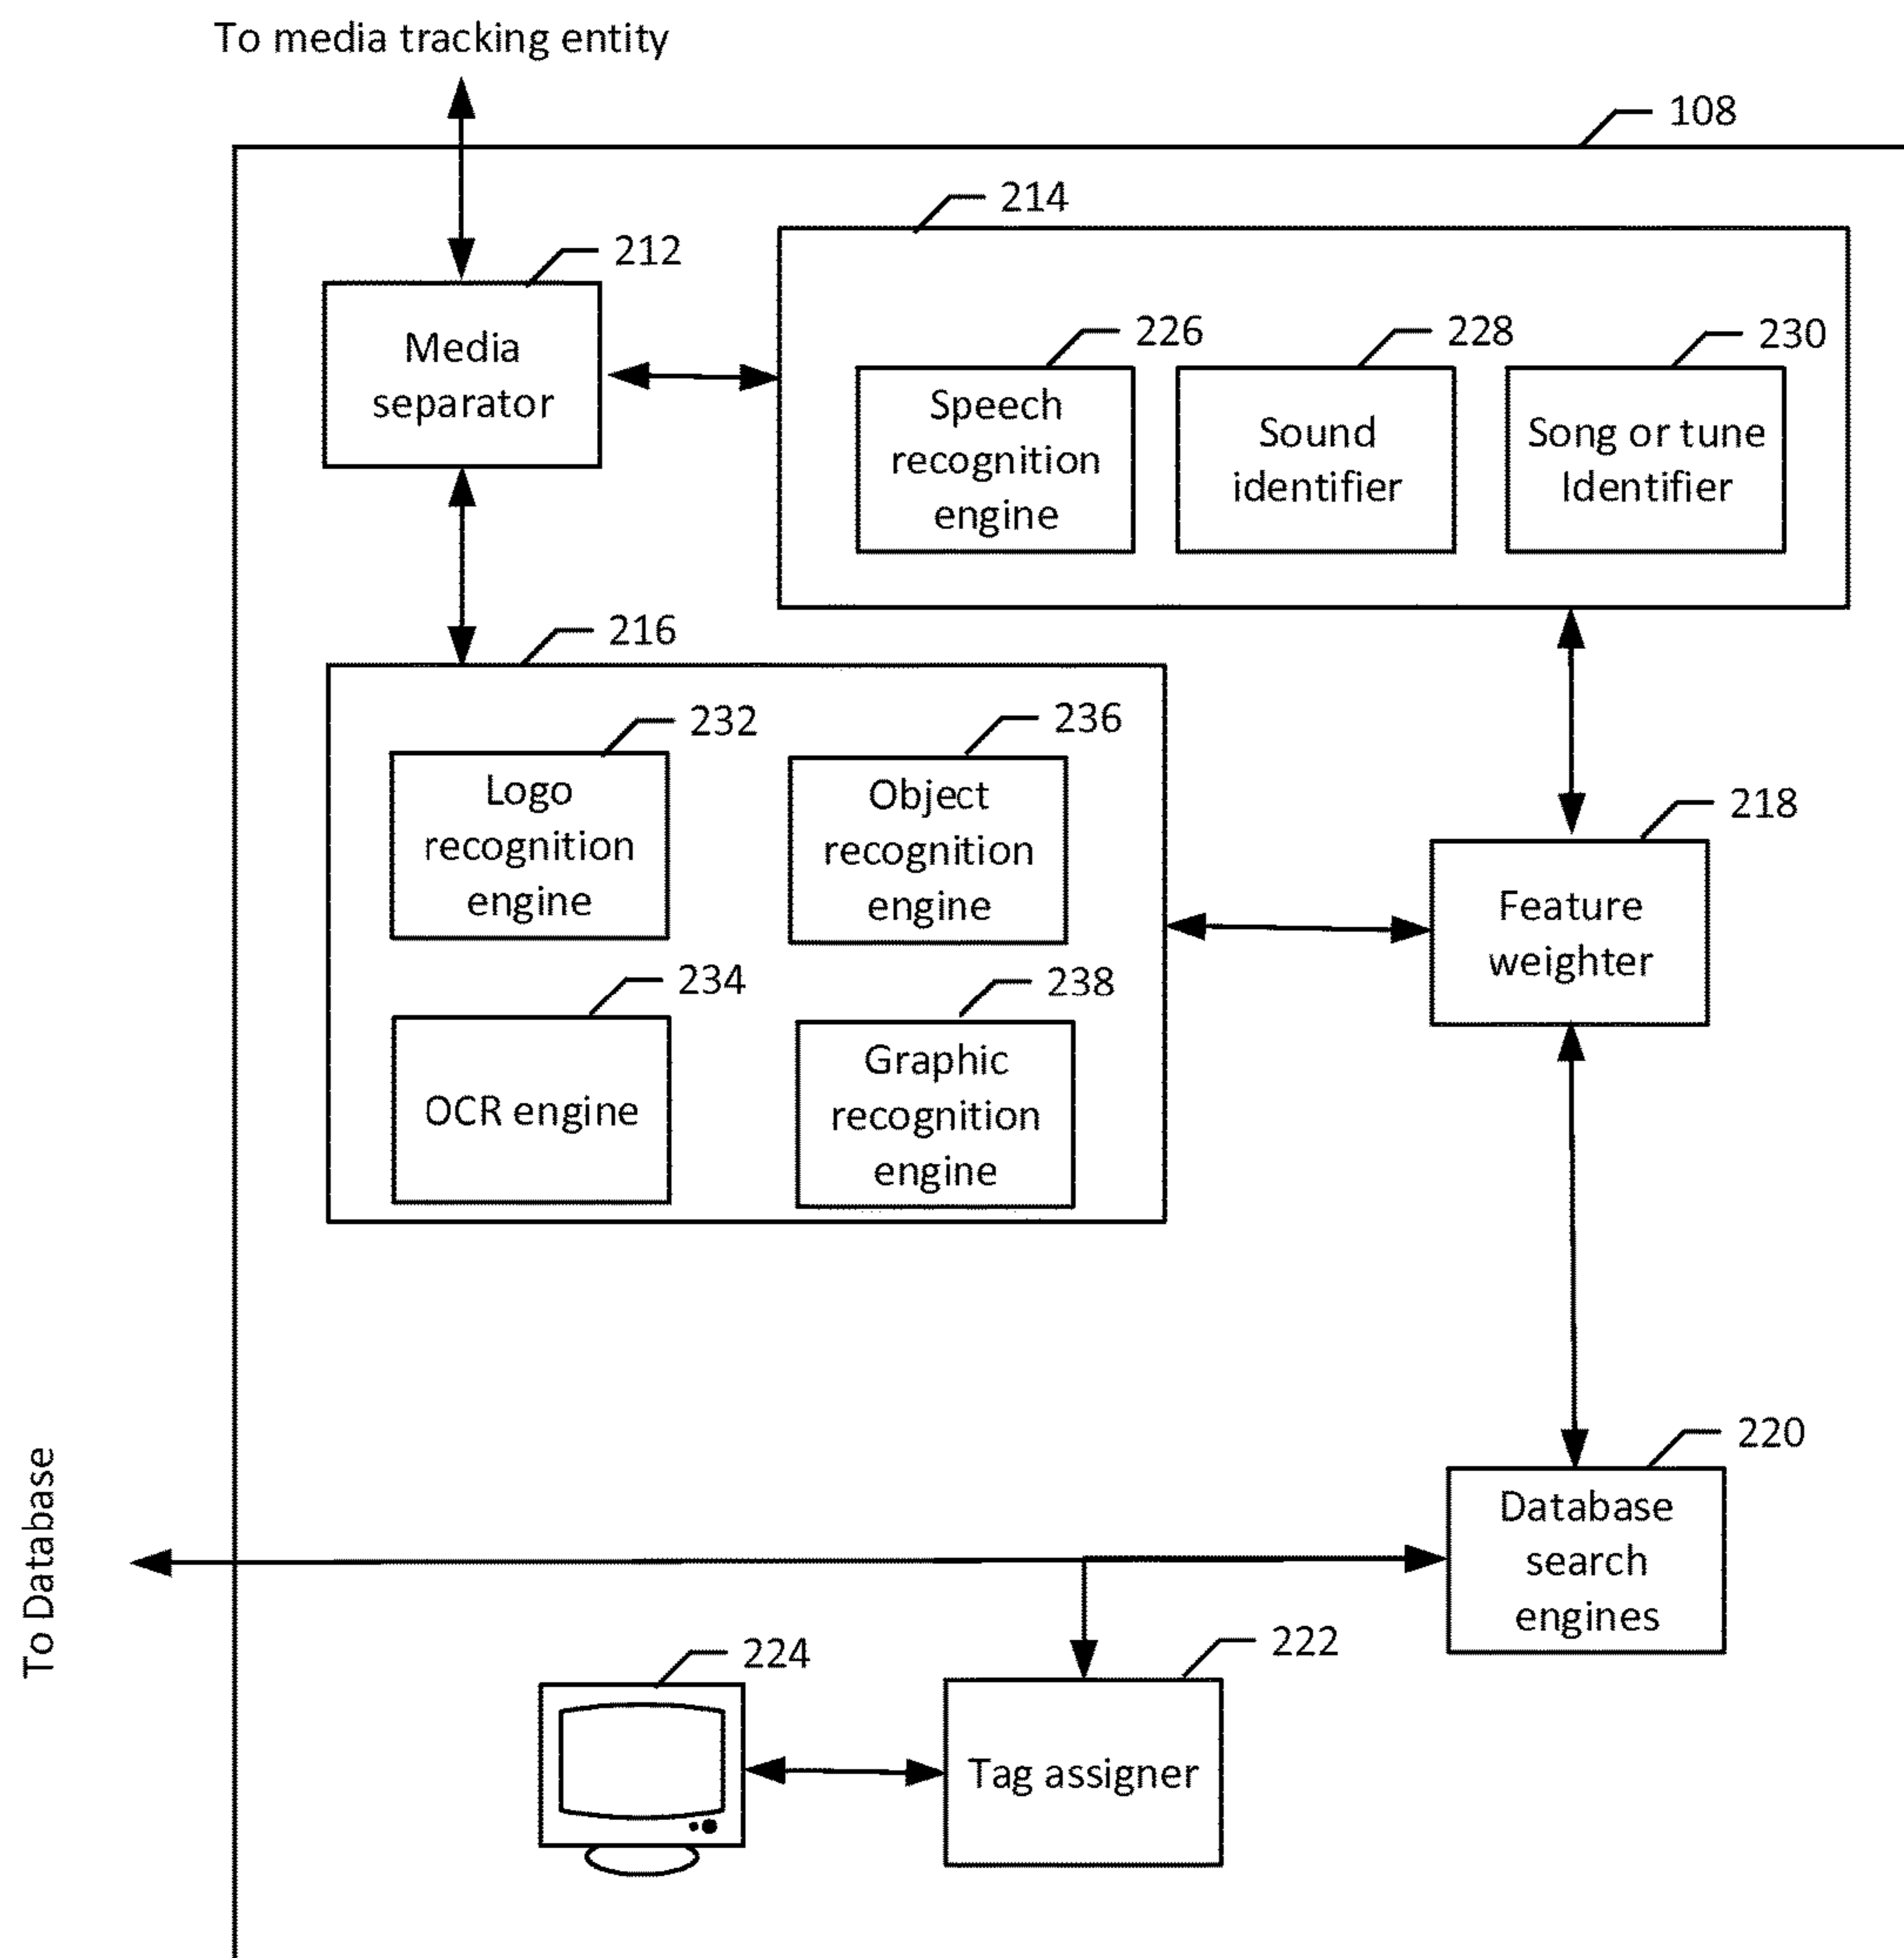 To media tracking entity
108
214
212
Media
separator
226
228
230
Speech
recognition
engine
Sound
identifier
Song or tune
Identifier
216
232
236
Logo
recognition
engine
Object
recognition
engine
218
Feature
weighter
234
238
OCR engine
Graphic
recognition
engine
220
Database
search
engines
To Database
224
222
Tag assigner